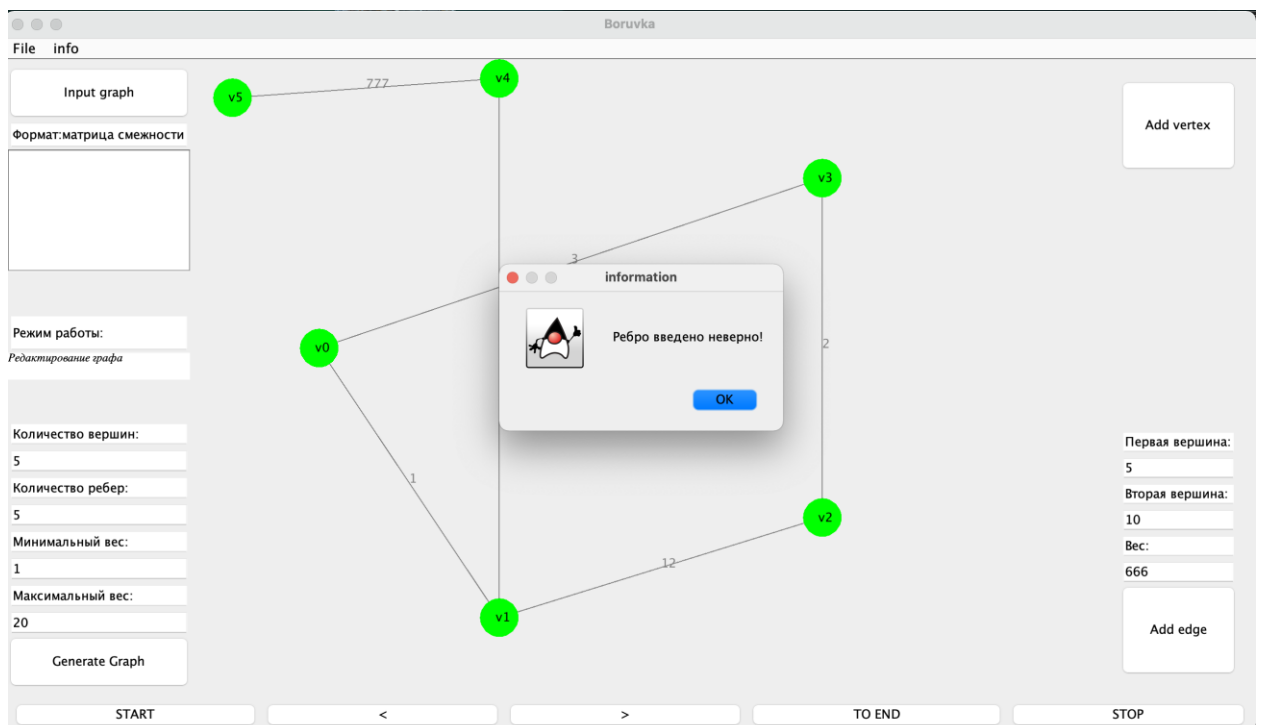 Boruvka
File info
Input graph
Формат:матрица смежности
Режим работы:
Редактирование графа
Количество вершин:
5
Количество ребер:
5
Минимальный вес:
1
Максимальный вес:
20
Generate Graph
v5
777
v4
v3
3
v0
2
1
v2
12
v1
information
Ребро введено неверно!
OK
Add vertex
Первая вершина:
5
Вторая вершина:
10
Вес:
666
Add edge
START
<
>
TO END
STOP